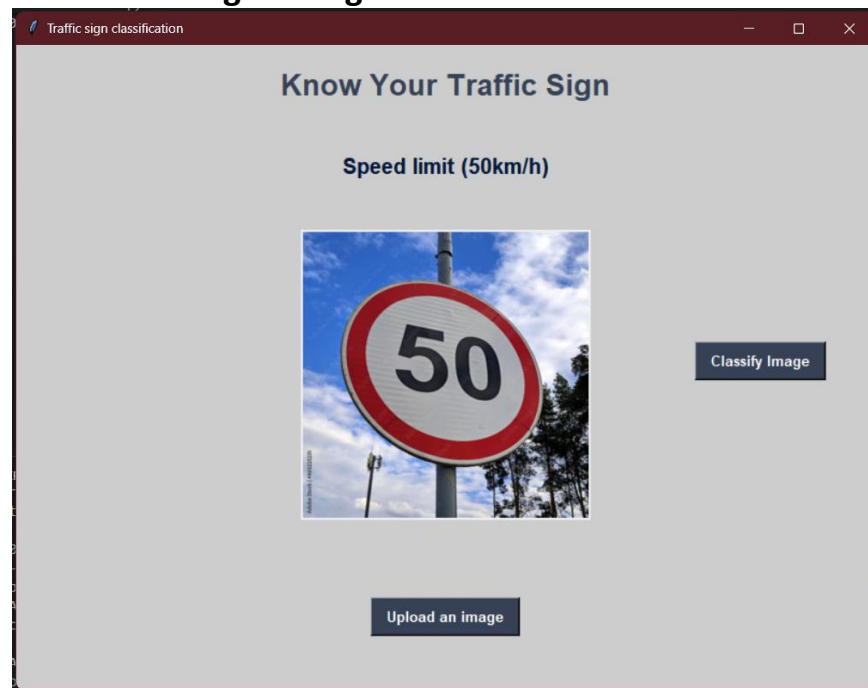 Traffic sign classification
Know Your Traffic Sign
Speed limit (50km/h)
50
Classify Image
Upload an image